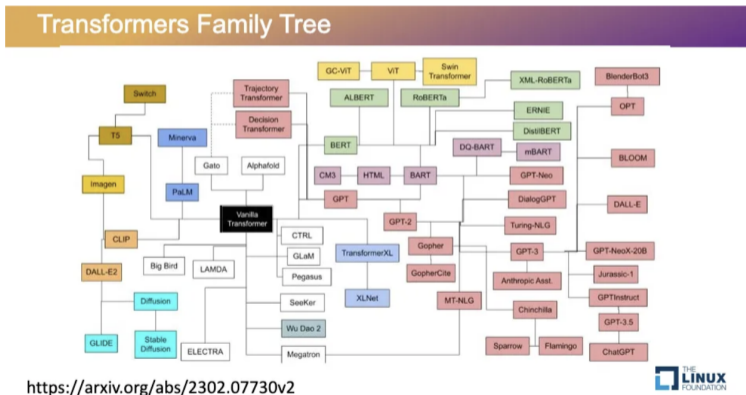 Transformers Family Tree
GC-ViT
ViT
Swin
Transformer
XML-RoBERTa
BlenderBot3
Switch
Trajectory
Transformer
ALBERT
RoBERTa
OPT
ERNIE
Decision
Transformer
T5
Minerva
DistilBERT
BERT
DQ-BART
mBART
BLOOM
Gato
Alphafold
CM3
HTML
BART
GPT-Neo
Imagen
PaLM
GPT
DialogGPT
DALL-E
Vanilla
Transformer
GPT-2
Turing-NLG
CLIP
CTRL
Gopher
TransformerXL
GPT-3
GPT-NeoX-20B
GLaM
Big Bird
LAMDA
DALL-E2
Pegasus
GopherCite
Anthropic Asst.
Jurassic-1
XLNet
MT-NLG
GPTInstruct
Diffusion
SeeKer
Chinchilla
GPT-3.5
Wu Dao 2
GLIDE
Stable
Diffusion
ELECTRA
Megatron
Sparrow
Flamingo
ChatGPT
https://arxiv.org/abs/2302.07730v2
THE
LINUX
FOUNDATION